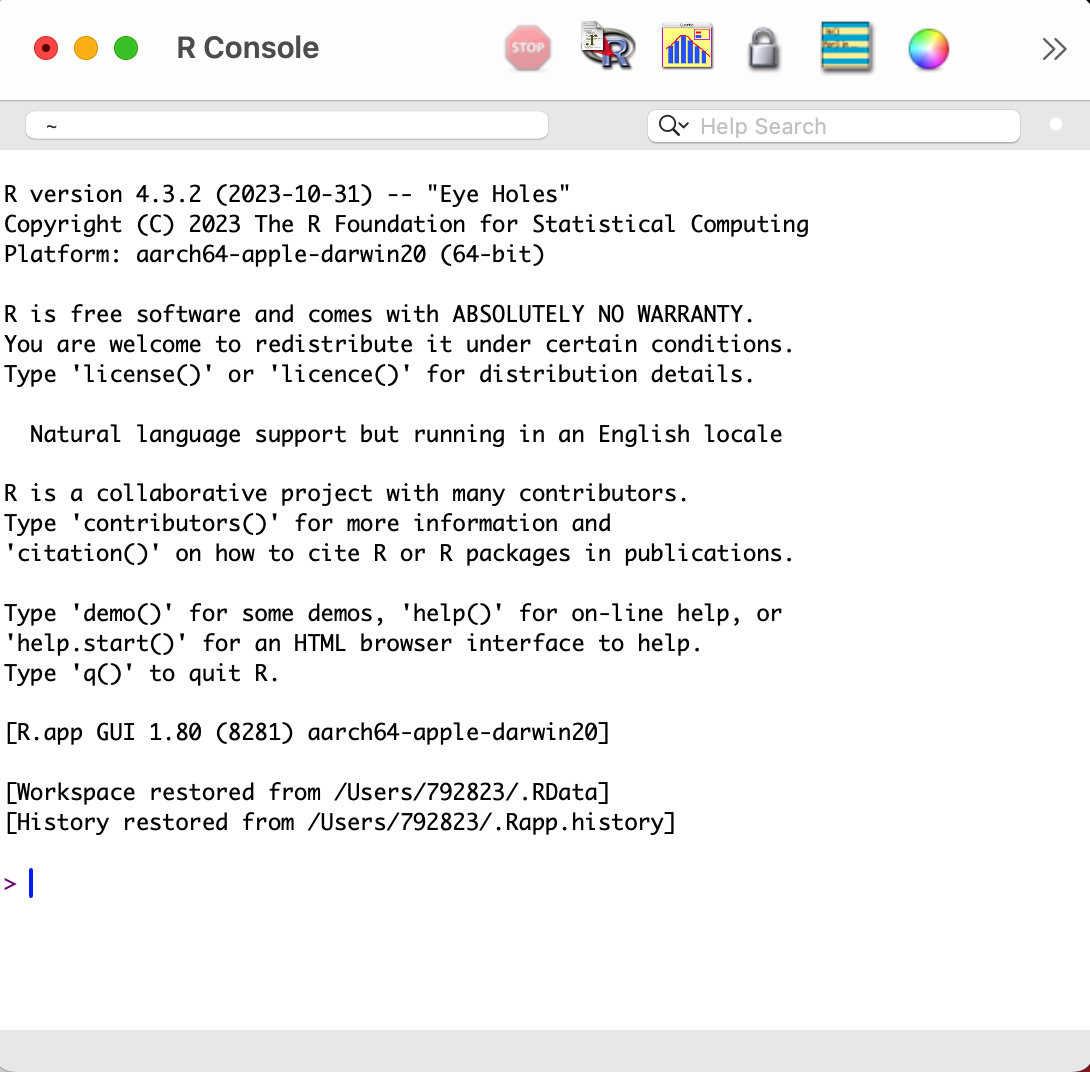 R Console
STOP
~
Help Search
R version 4.3.2 (2023-10-31) -- "Eye Holes"
Copyright (C) 2023 The R Foundation for Statistical Computing
Platform: aarch64-apple-darwin20 (64-bit)
R is free software and comes with ABSOLUTELY NO WARRANTY.
You are welcome to redistribute it under certain conditions.
Type 'license()' or 'licence()' for distribution details.
Natural language support but running in an English locale
R is a collaborative project with many contributors.
Type 'contributors()' for more information and
'citation()' on how to cite R or R packages in publications.
Type 'demo()' for some demos, 'help()' for on-line help, or
'help.start()' for an HTML browser interface to help.
Type 'q()' to quit R.
[R.app GUI 1.80 (8281) aarch64-apple-darwin20]
[Workspace restored from /Users/792823/.RData]
[History restored from /Users/792823/.Rapp.history]
>